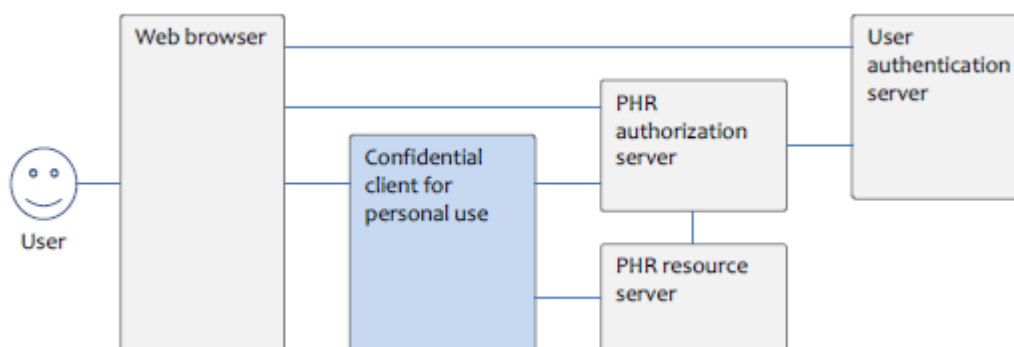 Web browser
User
authentication
server
PHR
authorization
server
Confidential
client for
personal use
User
PHR resource
server